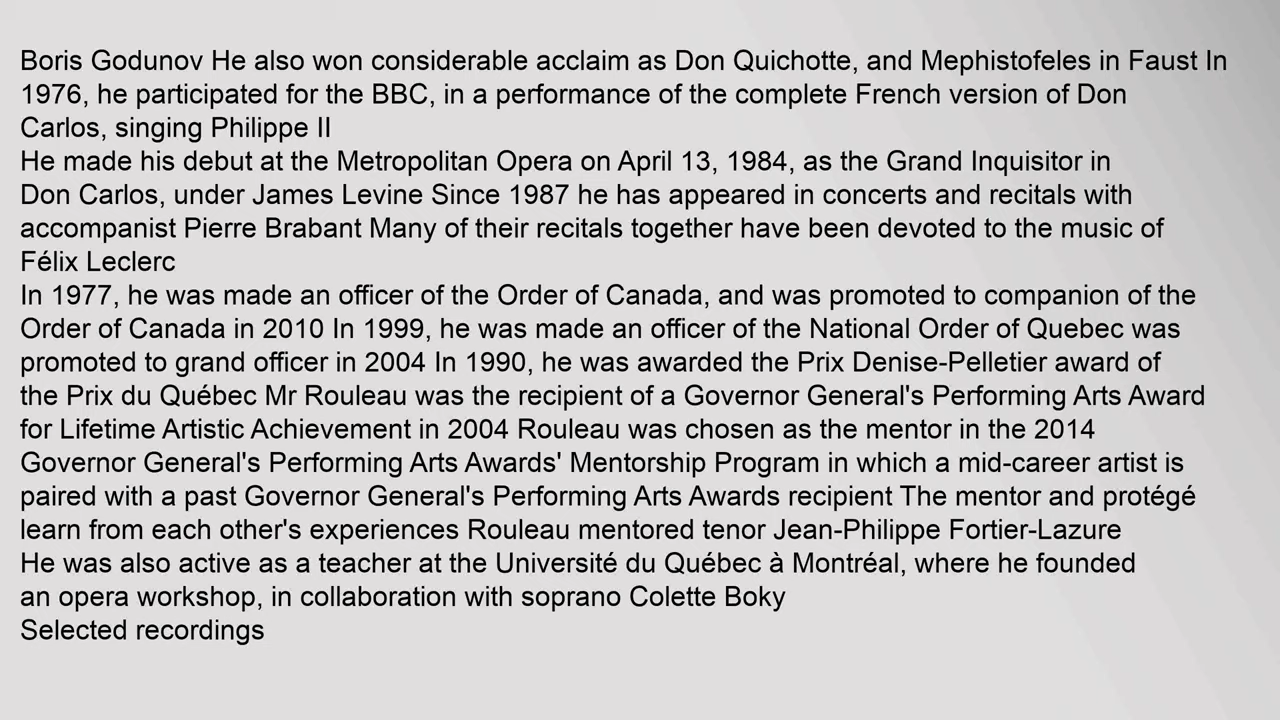 Boris Godunov He also won considerable acclaim as Don Quichotte, and Mephistofeles in Faust In
1976, he participated for the BBC, in a performance of the complete French version of Don
Carlos, singing Philippe II
He made his debut at the Metropolitan Opera on April 13, 1984, as the Grand Inquisitor in
Don Carlos, under James Levine Since 1987 he has appeared in concerts and recitals with
accompanist Pierre Brabant Many of their recitals together have been devoted to the music of
Félix Leclerc
In 1977, he was made an officer of the Order of Canada, and was promoted to companion of the
Order of Canada in 2010 In 1999, he was made an officer of the National Order of Quebec was
promoted to grand officer in 2004 In 1990, he was awarded the Prix Denise-Pelletier award of
the Prix du Québec Mr Rouleau was the recipient of a Governor General's Performing Arts Award
for Lifetime Artistic Achievement in 2004 Rouleau was chosen as the mentor in the 2014
Governor General's Performing Arts Awards' Mentorship Program in which a mid-career artist is
paired with a past Governor General's Performing Arts Awards recipient The mentor and protégé
learn from each other's experiences Rouleau mentored tenor Jean-Philippe Fortier-Lazure
He was also active as a teacher at the Université du Québec à Montréal, where he founded
an opera workshop, in collaboration with soprano Colette Boky
Selected recordings